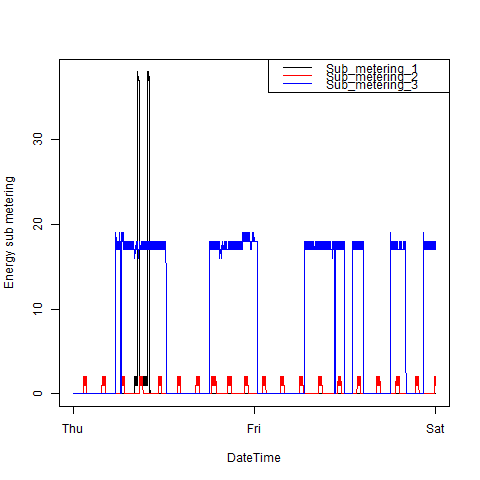 Sub_metering_1
Sub_metering_2
Sub_metering_3
Energy sub metering
30
20
10
0
Thu Fri Sat
DateTime